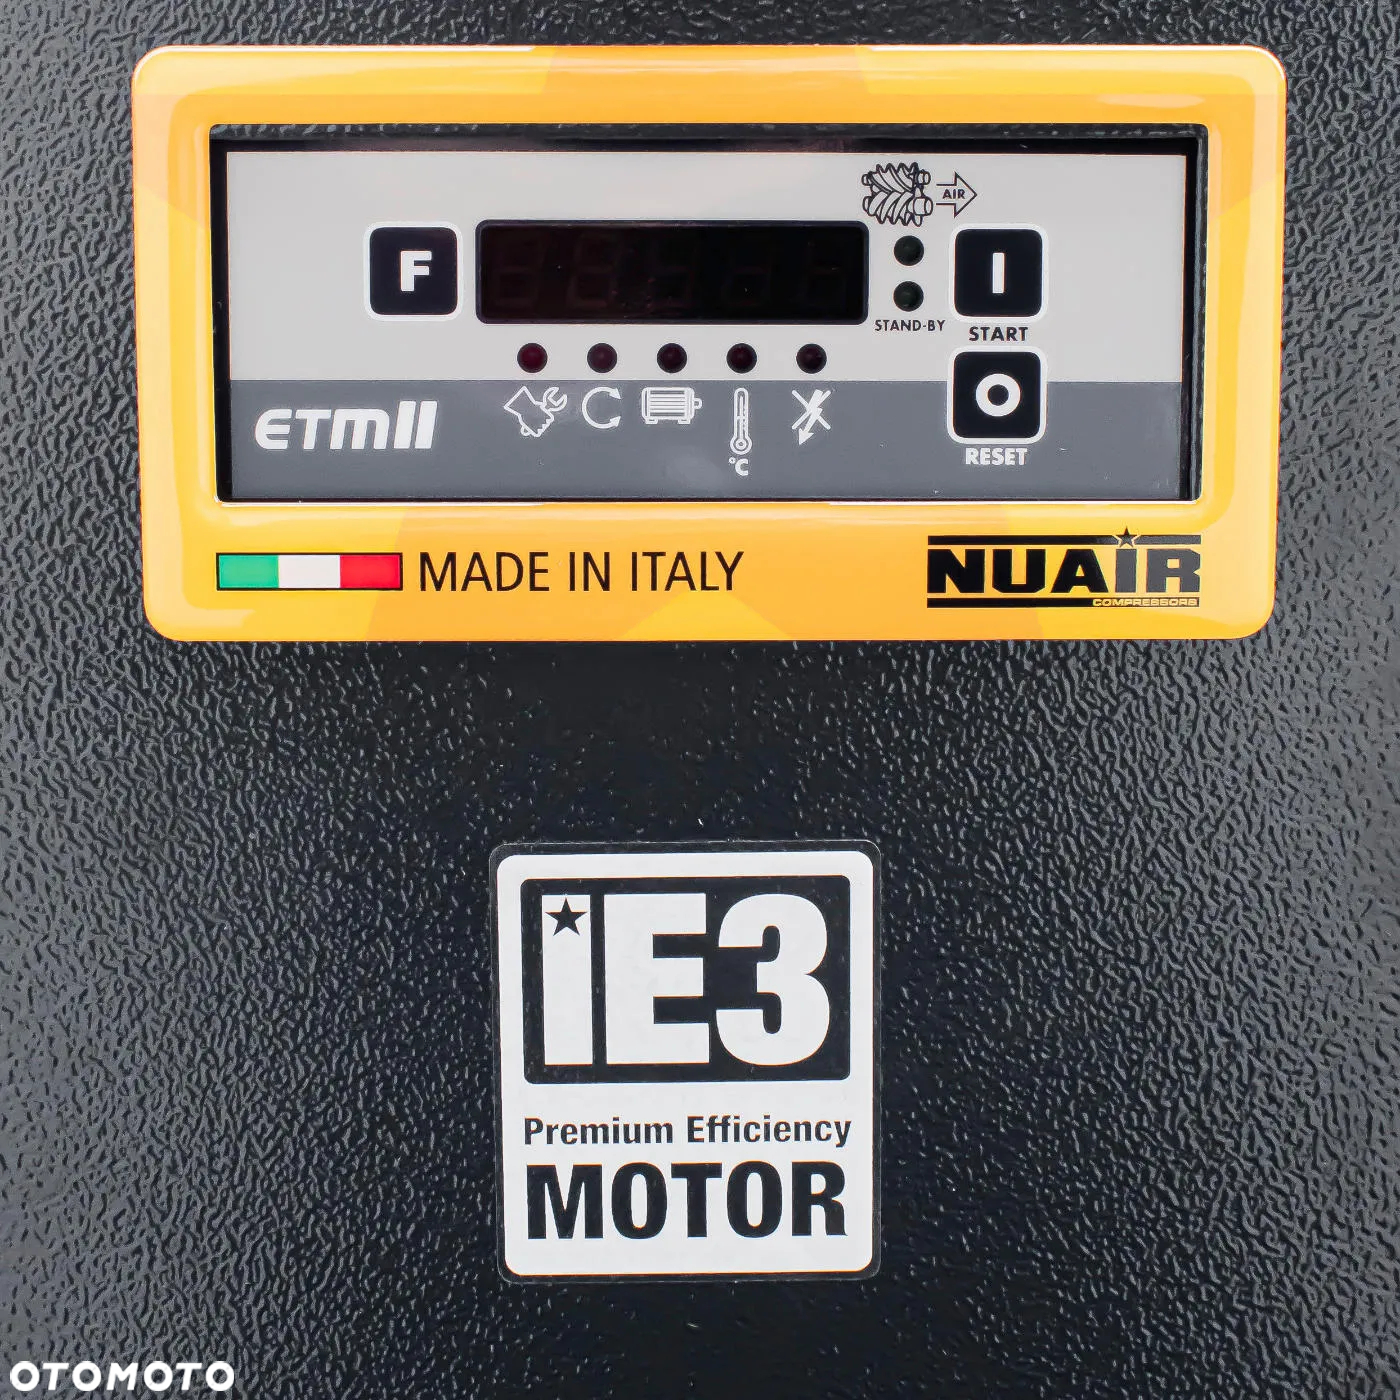 AIR
F
I
STAND-BY
START
ETMII
O
°C
RESET
MADE IN ITALY
NUAIR
COMPRESSORS
iE3
Premium Efficiency
MOTOR
OTOMOTO